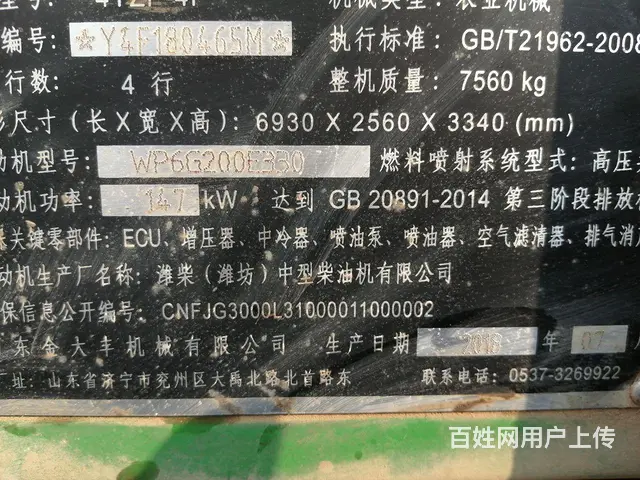 编号: ☆Y4F180465M☆ 执行标准: GB/T21962-2008
行数: 4 行 整机质量: 7560 kg
尺寸(长X宽X高): 6930 X 2560 X 3340 (mm)
动机型号: WP6G200E330 燃料喷射系统型式: 高压
动机功率: 147 kW 达到 GB 20891-2014 第三阶段排放
关键零部件: ECU、增压器、中冷器、喷油泵、喷油器、空气滤清器、排气消
动机生产厂名称: 潍柴(潍坊)中型柴油机有限公司
保信息公开编号: CNFJG3000L31000011000002
东金大丰机械有限公司 生产日期 2018 年 07
厂址: 山东省济宁市兖州区大禹北路北首路东 联系电话: 0537-3269922
百姓网用户上传